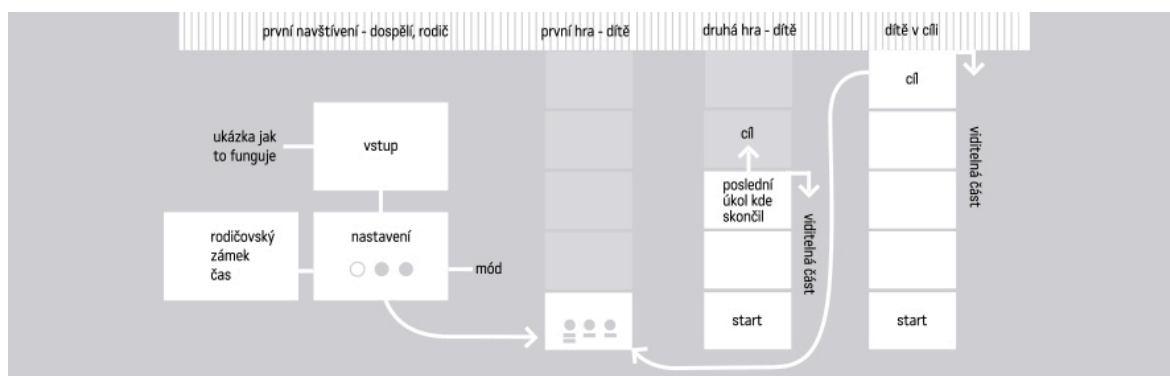 první navštívení - dospělí, rodič
první hra - dítě
druhá hra - dítě
dítě v cíli
ukázka jak
to funguje
vstup
rodičovský
zámek
čas
nastavení
mód
cíl
poslední
úkol kde
skončil
start
viditelná část
cíl
start
viditelná část